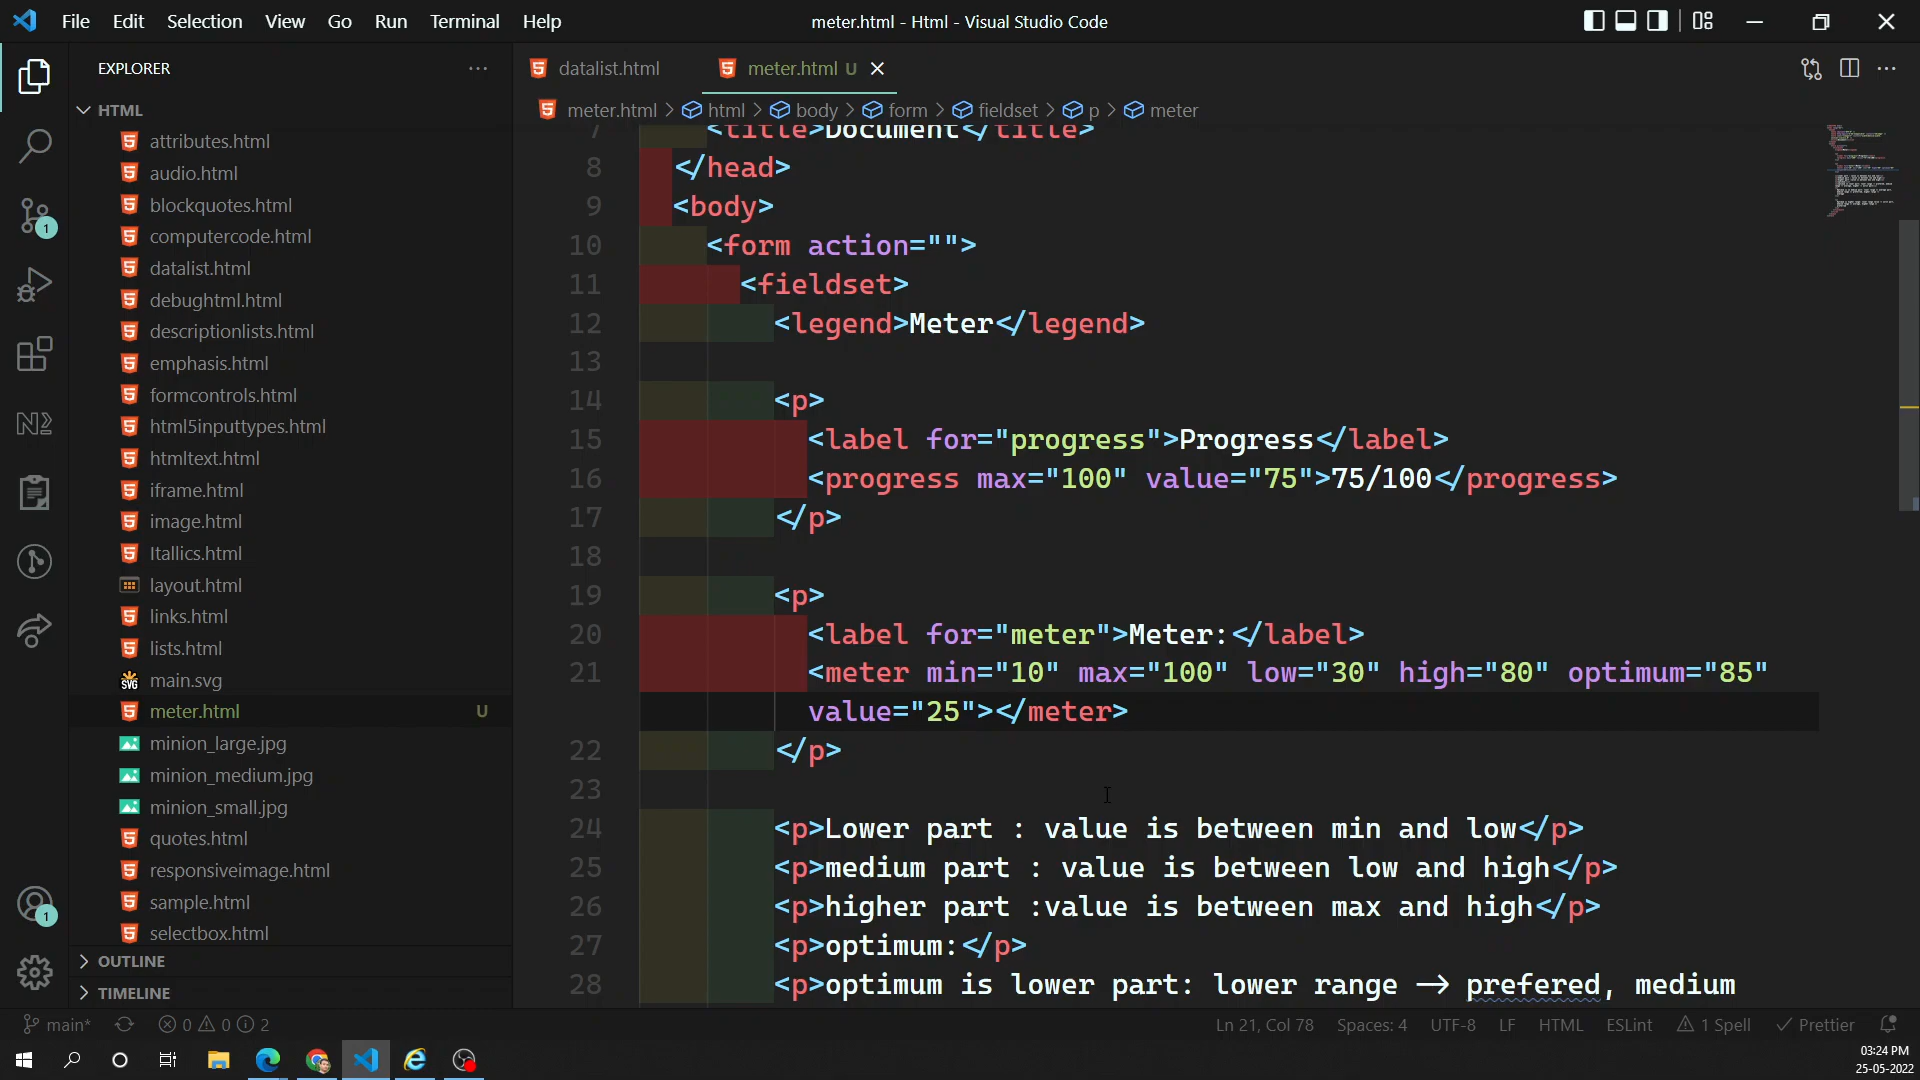 File Edit Selection View Go Run Terminal Help
meter.html - Html - Visual Studio Code
EXPLORER
HTML
attributes.html
audio.html
blockquotes.html
computercode.html
datalist.html
debughtml.html
descriptionlists.html
emphasis.html
formcontrols.html
html5inputtypes.html
htmltext.html
iframe.html
image.html
Itallics.html
layout.html
links.html
lists.html
main.svg
meter.html U
minion_large.jpg
minion_medium.jpg
minion_small.jpg
quotes.html
responsiveimage.html
sample.html
selectbox.html
OUTLINE
TIMELINE
datalist.html meter.html U
meter.html > html > body > form > fieldset > p > meter
7 <title>Document</title>
8 </head>
9 <body>
10 <form action="">
11 <fieldset>
12 <legend>Meter</legend>
13
14 <p>
15 <label for="progress">Progress</label>
16 <progress max="100" value="75">75/100</progress>
17 </p>
18
19 <p>
20 <label for="meter">Meter:</label>
21 <meter min="10" max="100" low="30" high="80" optimum="85"
value="25"></meter>
22 </p>
23
24 <p>Lower part : value is between min and low</p>
25 <p>medium part : value is between low and high</p>
26 <p>higher part :value is between max and high</p>
27 <p>optimum:</p>
28 <p>optimum is lower part: lower range → prefered, medium
main* 0 0 2
Ln 21, Col 78 Spaces: 4 UTF-8 LF HTML ESLint 1 Spell Prettier
03:24 PM
25-05-2022